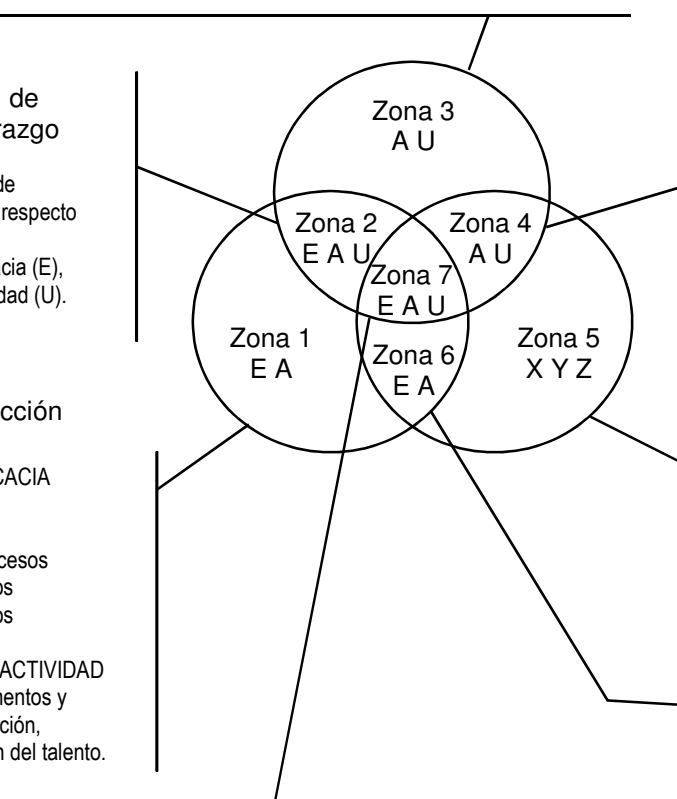 de
razgo
de
respecto
cia (E),
dad (U).
cción
CACIA
cesos
os
os
ACTIVIDAD
mentos y
ción,
n del talento.
Zona 3
A U
Zona 2
E A U
Zona 4
A U
Zona 7
E A U
Zona 1
E A
Zona 6
E A
Zona 5
X Y Z